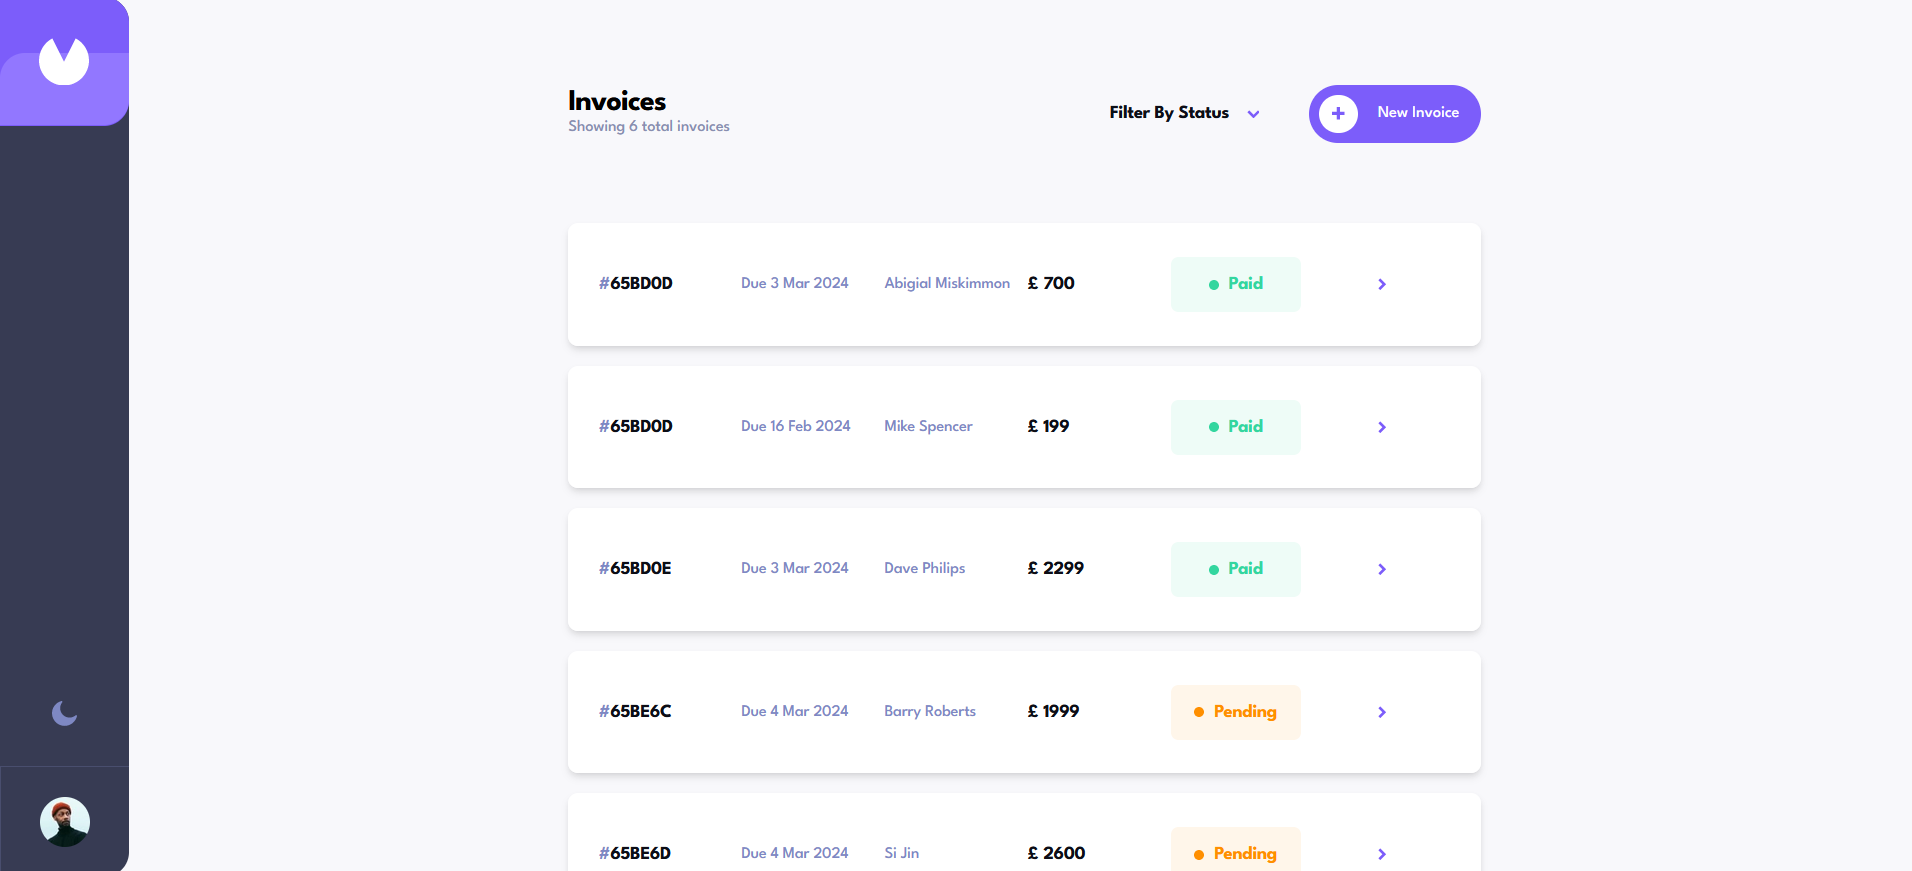 Invoices
Showing 6 total invoices
Filter By Status
New Invoice
#65BD0D Due 3 Mar 2024 Abigial Miskimmon £ 700 Paid
#65BD0D Due 16 Feb 2024 Mike Spencer £ 199 Paid
#65BD0E Due 3 Mar 2024 Dave Philips £ 2299 Paid
#65BE6C Due 4 Mar 2024 Barry Roberts £ 1999 Pending
#65BE6D Due 4 Mar 2024 Si Jin £ 2600 Pending